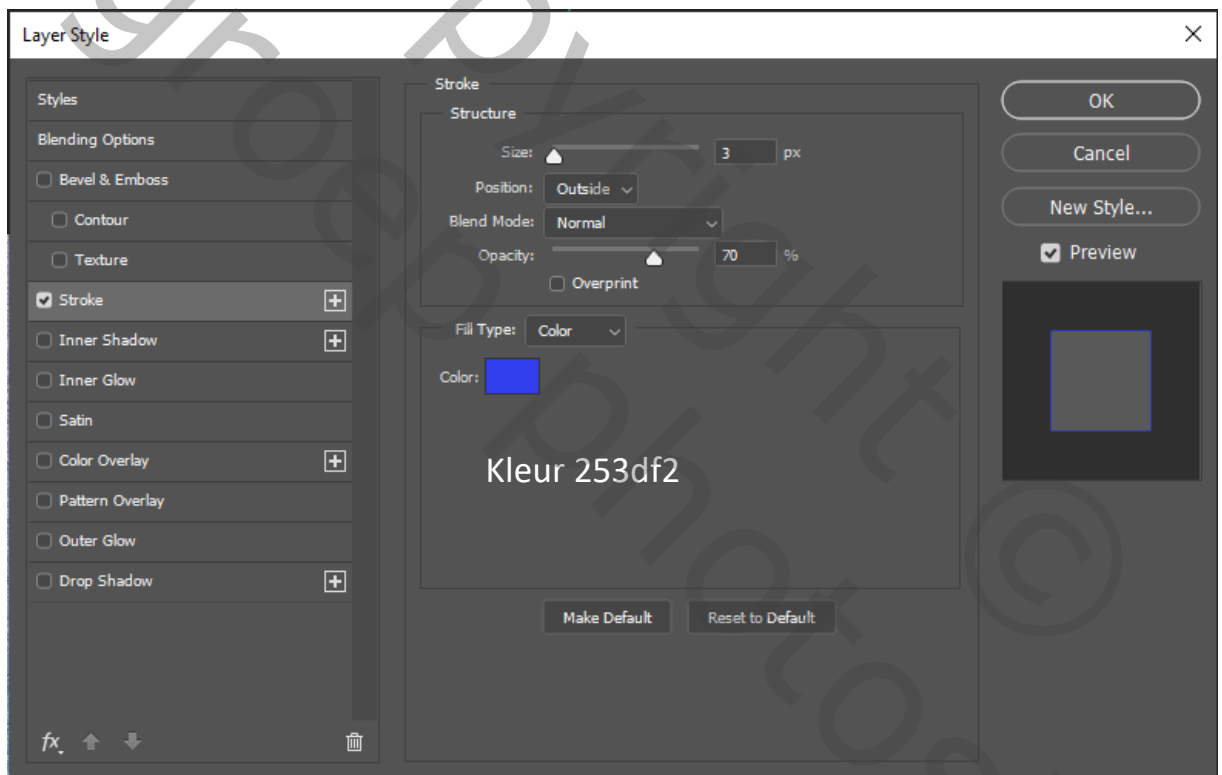 Layer Style
Styles
Blending Options
Bevel & Emboss
Contour
Texture
Stroke
Inner Shadow
Inner Glow
Satin
Color Overlay
Pattern Overlay
Outer Glow
Drop Shadow
fx
Stroke
Structure
Size: 3 px
Position: Outside
Blend Mode: Normal
Opacity: 70 %
Overprint
Fill Type: Color
Color:
Kleur 253df2
Make Default Reset to Default
OK
Cancel
New Style...
Preview